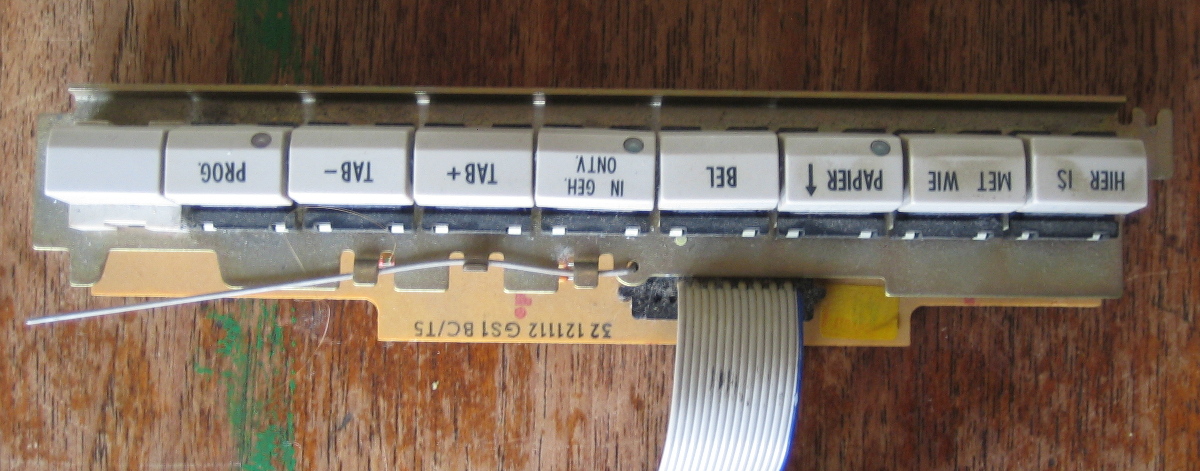 32 121112 GS1 BC/T5
HIER IS
MET WIE
PAPIER ↑
BEL
IN GEH.
ONTV.
TAB+
TAB−
PROG.